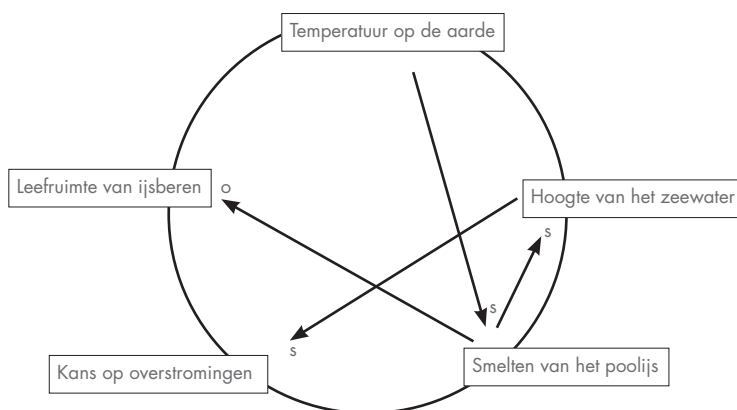 Temperatuur op de aarde
Leefruimte van ijsberen o
Hoogte van het zeewater
s
s
s
Kans op overstromingen
Smelten van het poolijs